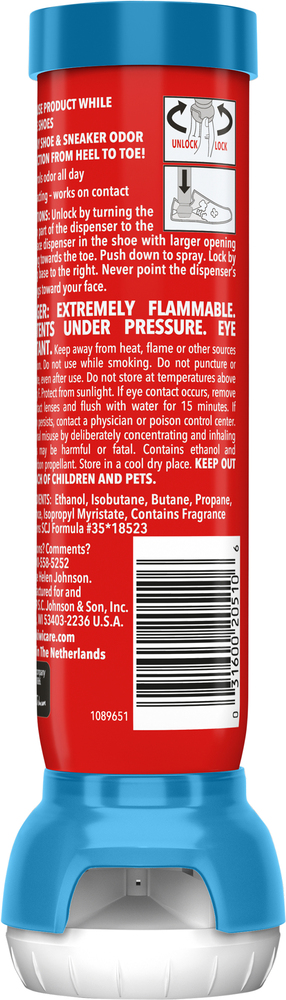 PRODUCT WHILE
SHOES
SHOE & SNEAKER ODOR
FROM HEEL TO TOE!
UNLOCK LOCK
odor all day
- works on contact
Unlock by turning the
part of the dispenser to the
dispenser in the shoe with larger opening
towards the toe. Push down to spray. Lock by
base to the right. Never point the dispenser's
toward your face.
EXTREMELY FLAMMABLE.
UNDER PRESSURE. EYE
Keep away from heat, flame or other sources
Do not use while smoking. Do not puncture or
even after use. Do not store at temperatures above
Protect from sunlight. If eye contact occurs, remove
lenses and flush with water for 15 minutes. If
persists, contact a physician or poison control center.
misuse by deliberately concentrating and inhaling
may be harmful or fatal. Contains ethanol and
propellant. Store in a cool dry place. KEEP OUT
OF CHILDREN AND PETS.
Ethanol, Isobutane, Butane, Propane,
Isopropyl Myristate, Contains Fragrance
SCJ Formula #35*18523
Comments?
-558-5252
Helen Johnson.
for and
S.C. Johnson & Son, Inc.
53403-2236 U.S.A.
The Netherlands
1089651
0 31600 20510 6